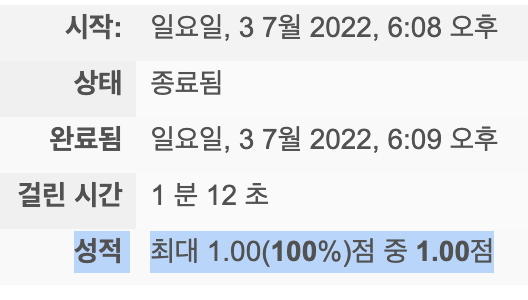 시작: 일요일, 3 7월 2022, 6:08 오후
상태 종료됨
완료됨 일요일, 3 7월 2022, 6:09 오후
걸린 시간 1 분 12 초
성적 최대 1.00(100%)점 중 1.00점